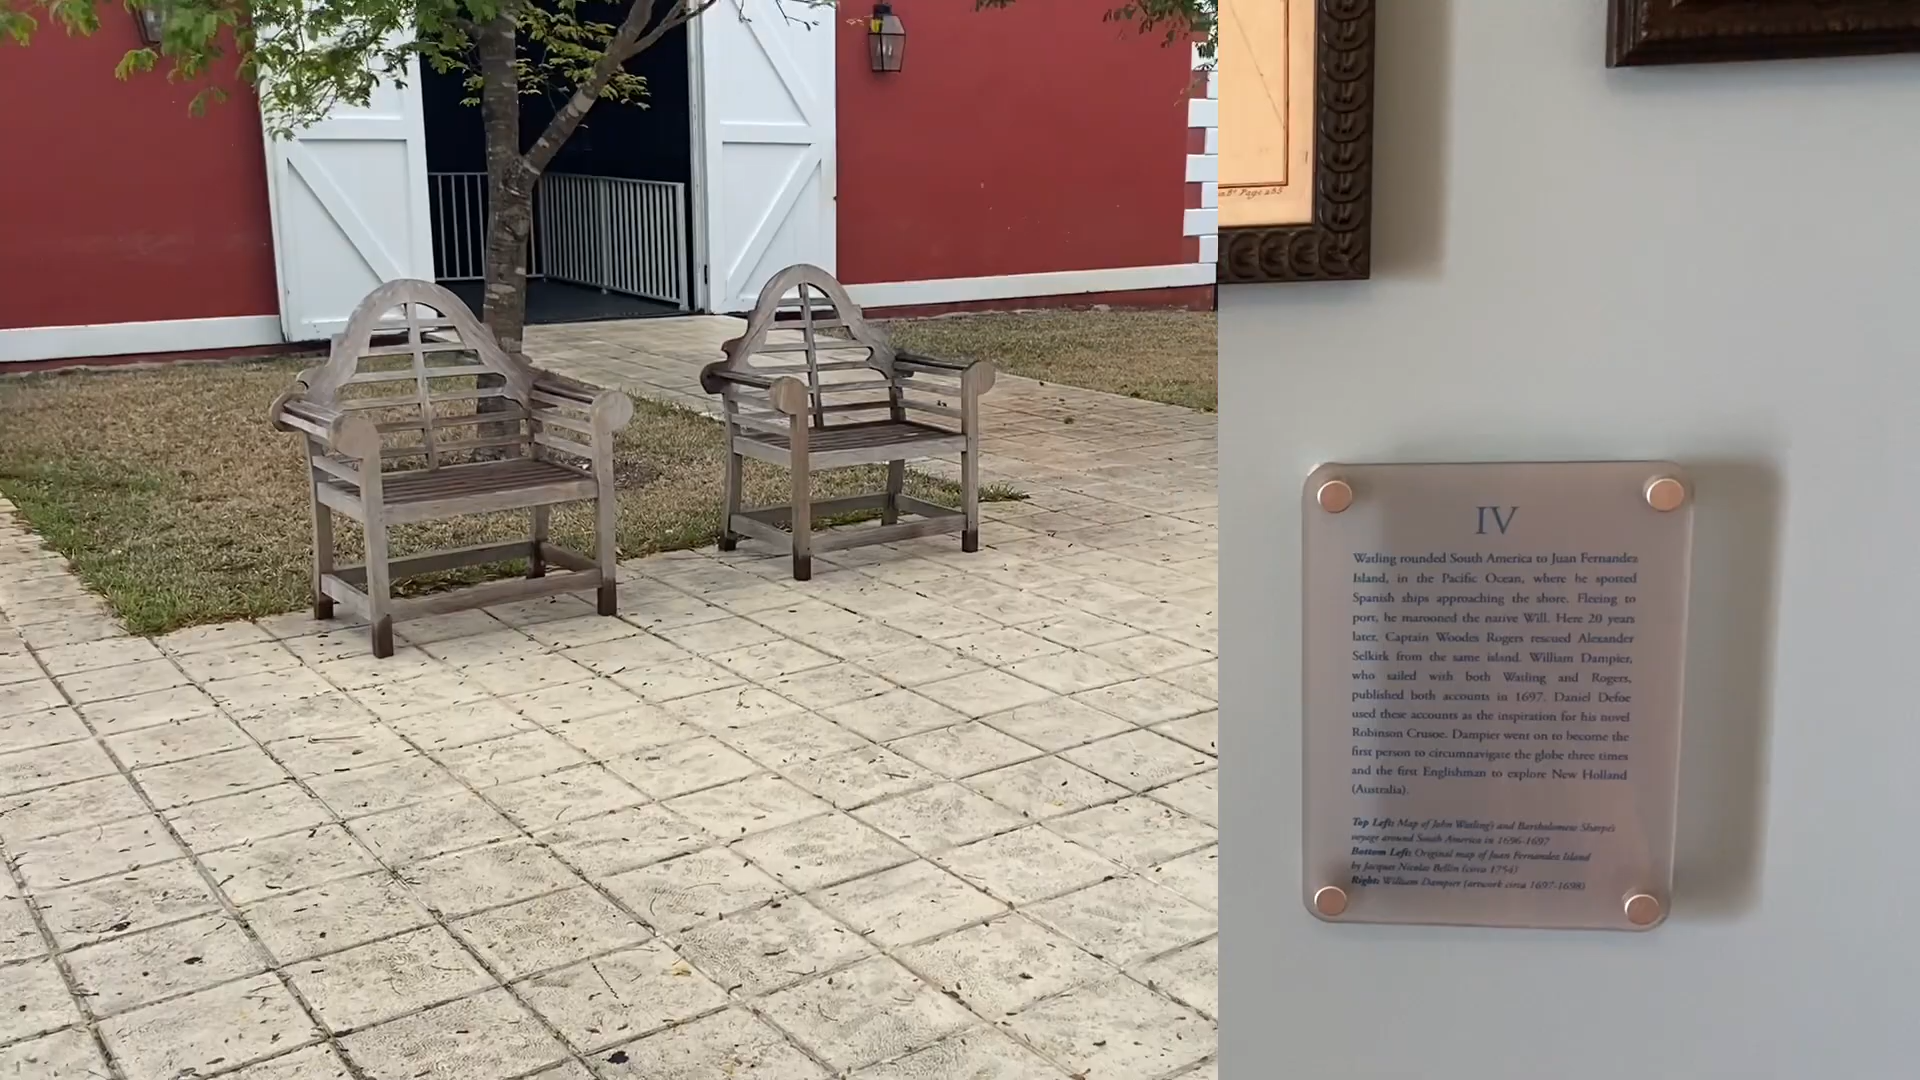 Page 285
IV
Watling rounded South America to Juan Fernandez
Island, in the Pacific Ocean, where he spotted
Spanish ships approaching the shore. Fleeing to
port, he marooned the native Will. Here 20 years
later, Captain Woodes Rogers rescued Alexander
Selkirk from the same island. William Dampier,
who sailed with both Watling and Rogers,
published both accounts in 1697. Daniel Defoe
used these accounts as the inspiration for his novel
Robinson Crusoe. Dampier went on to become the
first person to circumnavigate the globe three times
and the first Englishman to explore New Holland
(Australia).
Top Left: Map of John Watling's and Bartholomew Sharpe's
voyage around South America in 1696-1697
Bottom Left: Original map of Juan Fernandez Island
by Jacques Nicolas Bellin (circa 1754)
Right: William Dampier (artwork circa 1697-1698)